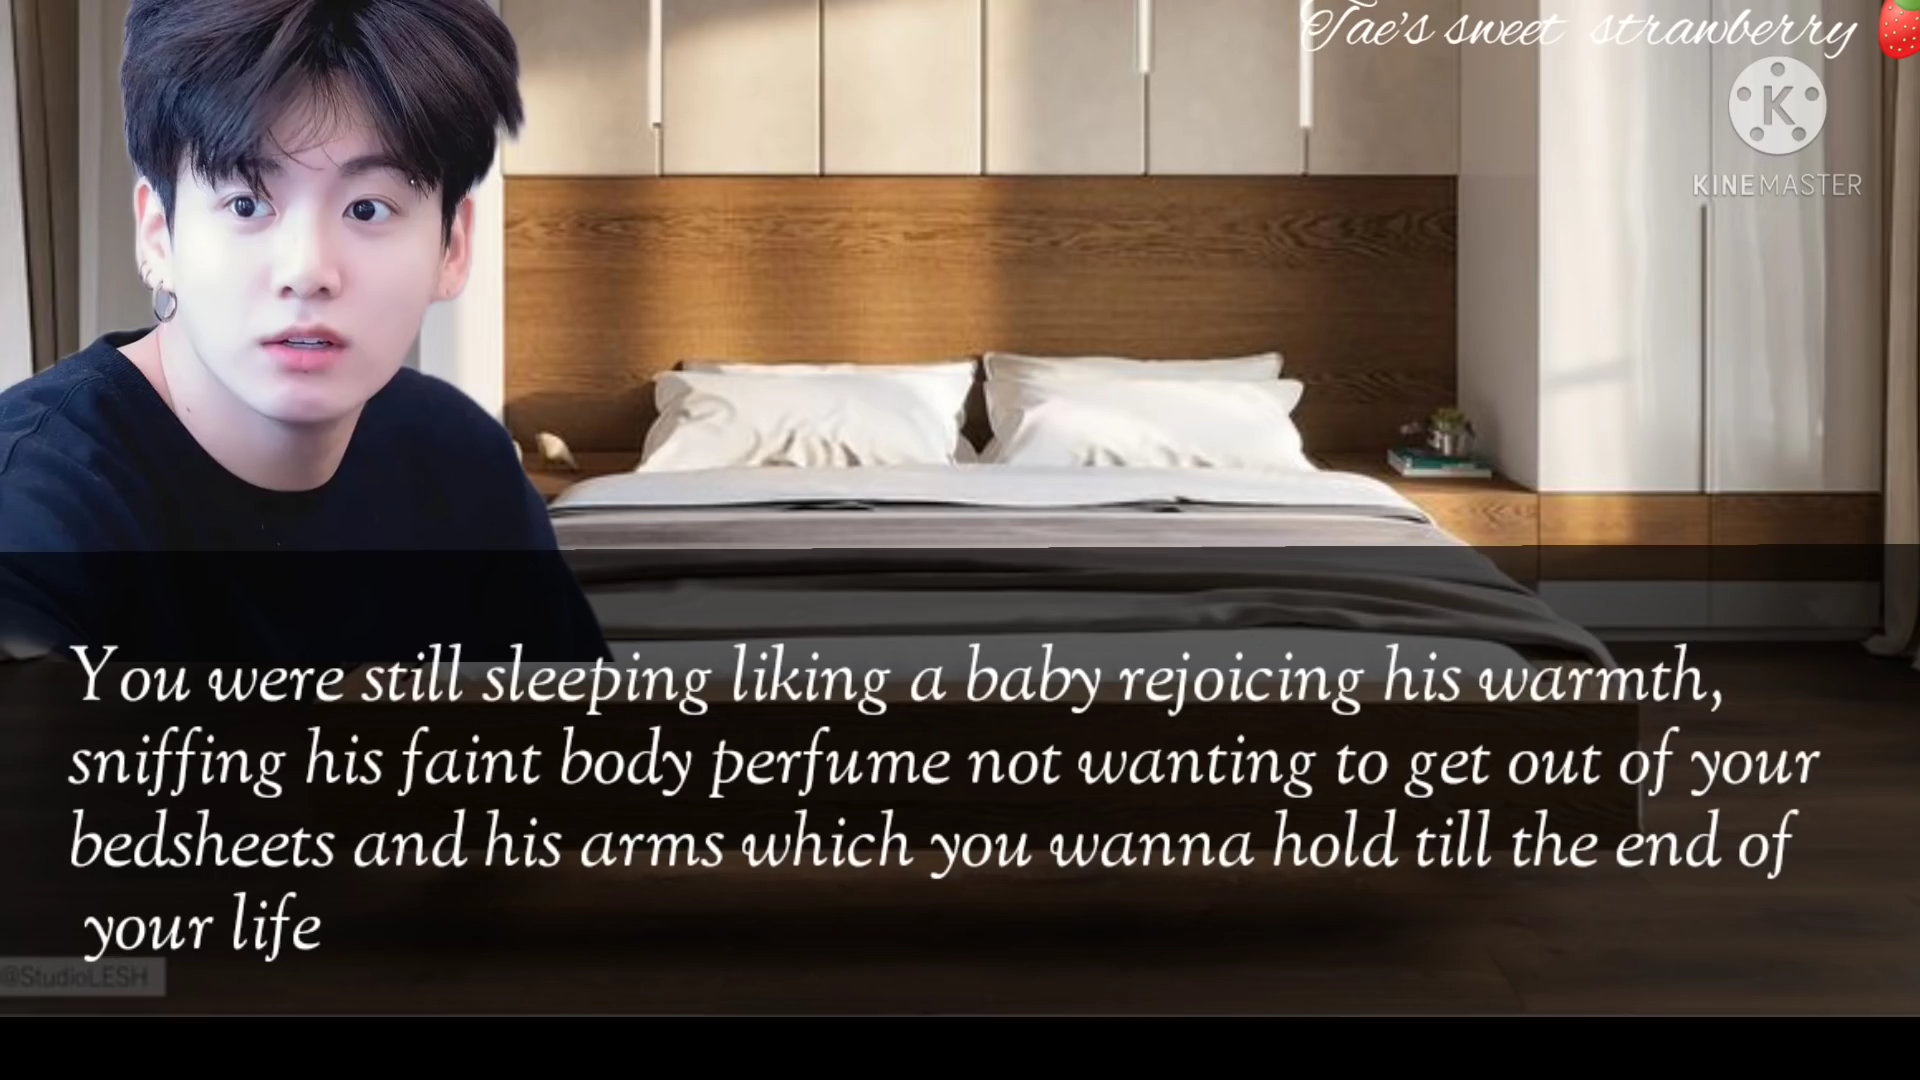 Tae's sweet strawberry
KINEMASTER
You were still sleeping liking a baby rejoicing his warmth,
sniffing his faint body perfume not wanting to get out of your
bedsheets and his arms which you wanna hold till the end of
your life
@StudioLESH